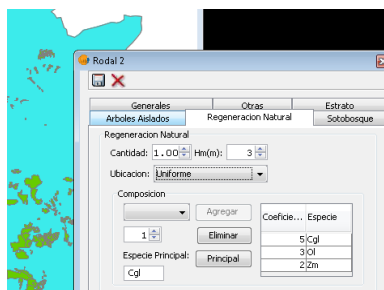 Rodal 2
Generales Otras Estrato
Arboles Aislados Regeneracion Natural Sotobosque
Regeneracion Natural
Cantidad: 1.00 Hm(m): 3
Ubicacion: Uniforme
Composicion
Agregar Coeficie... Especie
1 Eliminar 5 Cgl
3 Ol
Especie Principal: Principal 2 Zm
Cgl